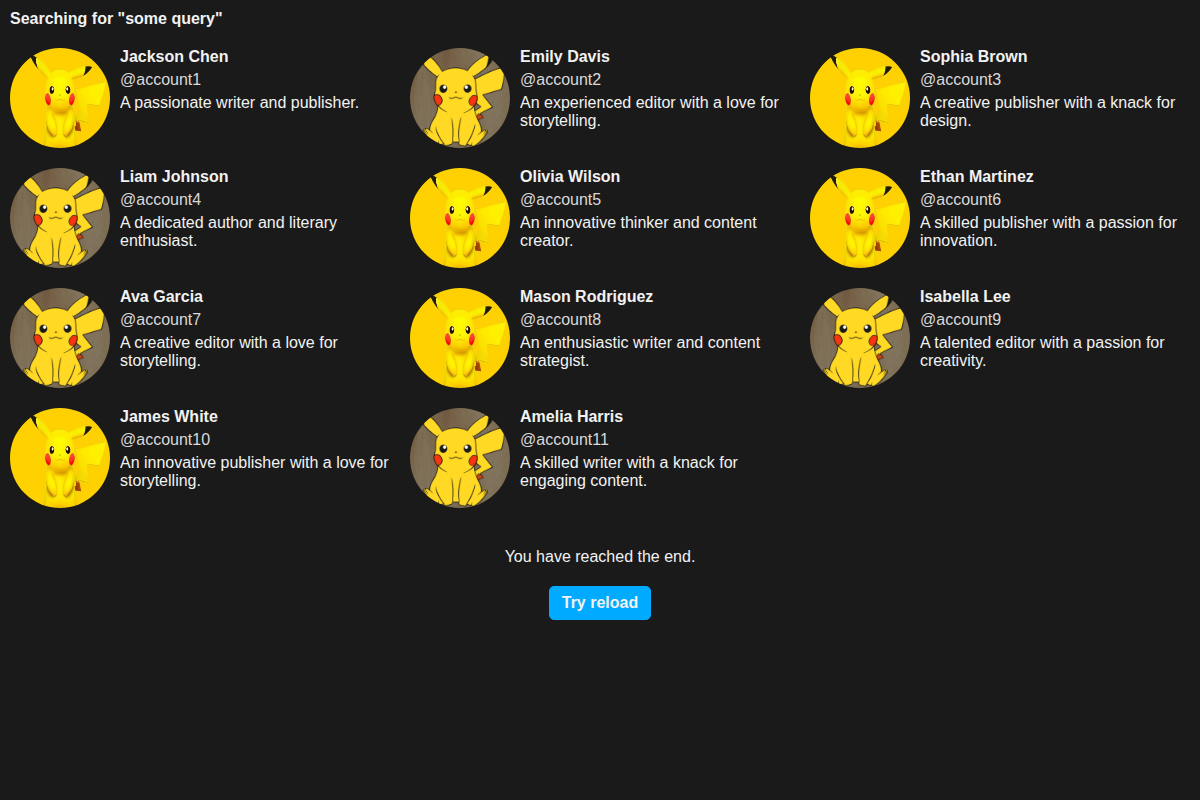 Searching for "some query"
Jackson Chen
@account1
A passionate writer and publisher.
Emily Davis
@account2
An experienced editor with a love for
storytelling.
Sophia Brown
@account3
A creative publisher with a knack for
design.
Liam Johnson
@account4
A dedicated author and literary
enthusiast.
Olivia Wilson
@account5
An innovative thinker and content
creator.
Ethan Martinez
@account6
A skilled publisher with a passion for
innovation.
Ava Garcia
@account7
A creative editor with a love for
storytelling.
Mason Rodriguez
@account8
An enthusiastic writer and content
strategist.
Isabella Lee
@account9
A talented editor with a passion for
creativity.
James White
@account10
An innovative publisher with a love for
storytelling.
Amelia Harris
@account11
A skilled writer with a knack for
engaging content.
You have reached the end.
Try reload